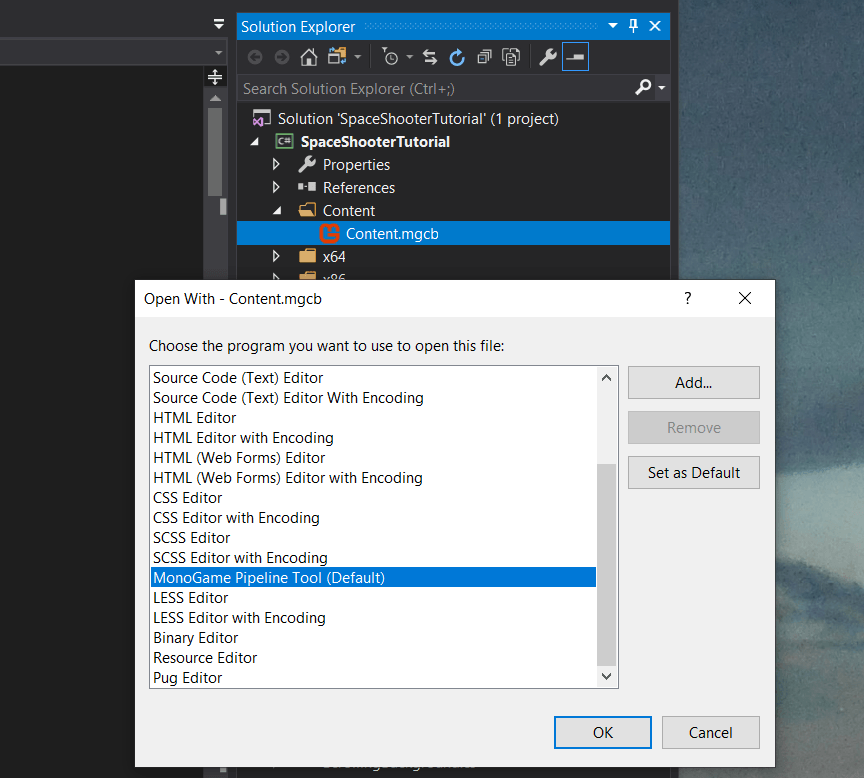 Solution Explorer
Search Solution Explorer (Ctrl+;)
Solution 'SpaceShooterTutorial' (1 project)
C# SpaceShooterTutorial
Properties
References
Content
Content.mgcb
x64
x86
Open With - Content.mgcb
?
Choose the program you want to use to open this file:
Source Code (Text) Editor
Source Code (Text) Editor With Encoding
HTML Editor
HTML Editor with Encoding
HTML (Web Forms) Editor
HTML (Web Forms) Editor with Encoding
CSS Editor
CSS Editor with Encoding
SCSS Editor
SCSS Editor with Encoding
MonoGame Pipeline Tool (Default)
LESS Editor
LESS Editor with Encoding
Binary Editor
Resource Editor
Pug Editor
Add...
Remove
Set as Default
OK
Cancel